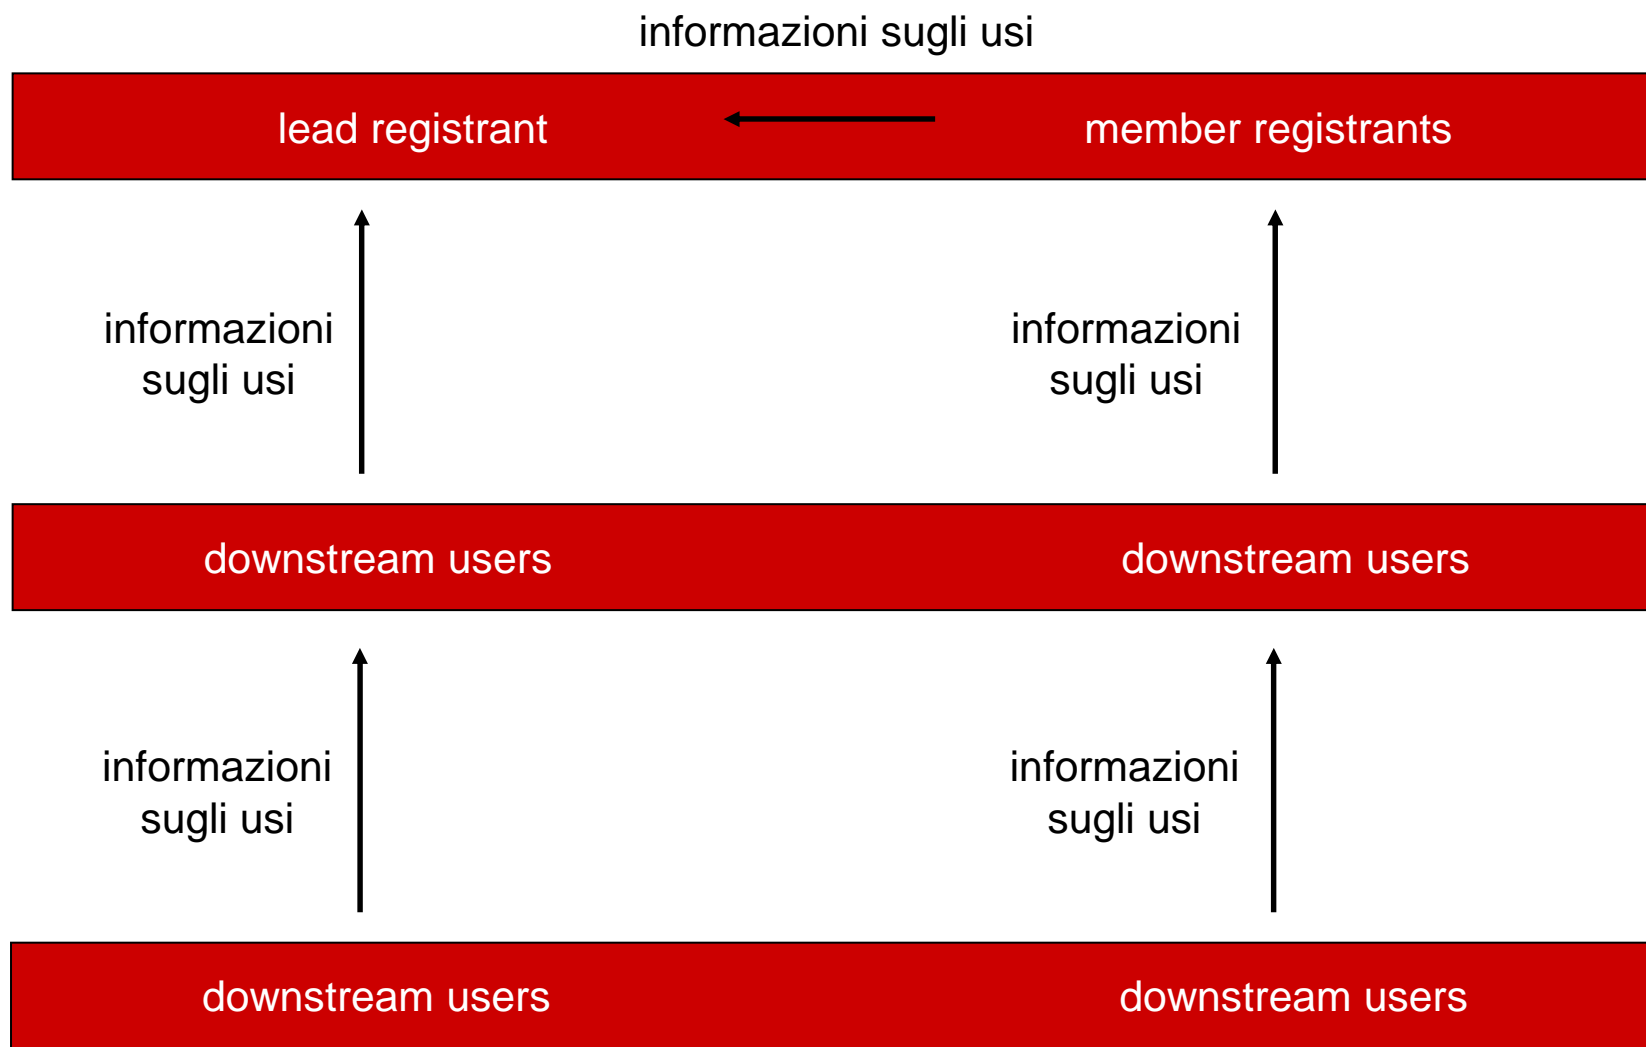 informazioni sugli usi
lead registrant
member registrants
informazioni
sugli usi
informazioni
sugli usi
downstream users
downstream users
informazioni
sugli usi
informazioni
sugli usi
downstream users
downstream users